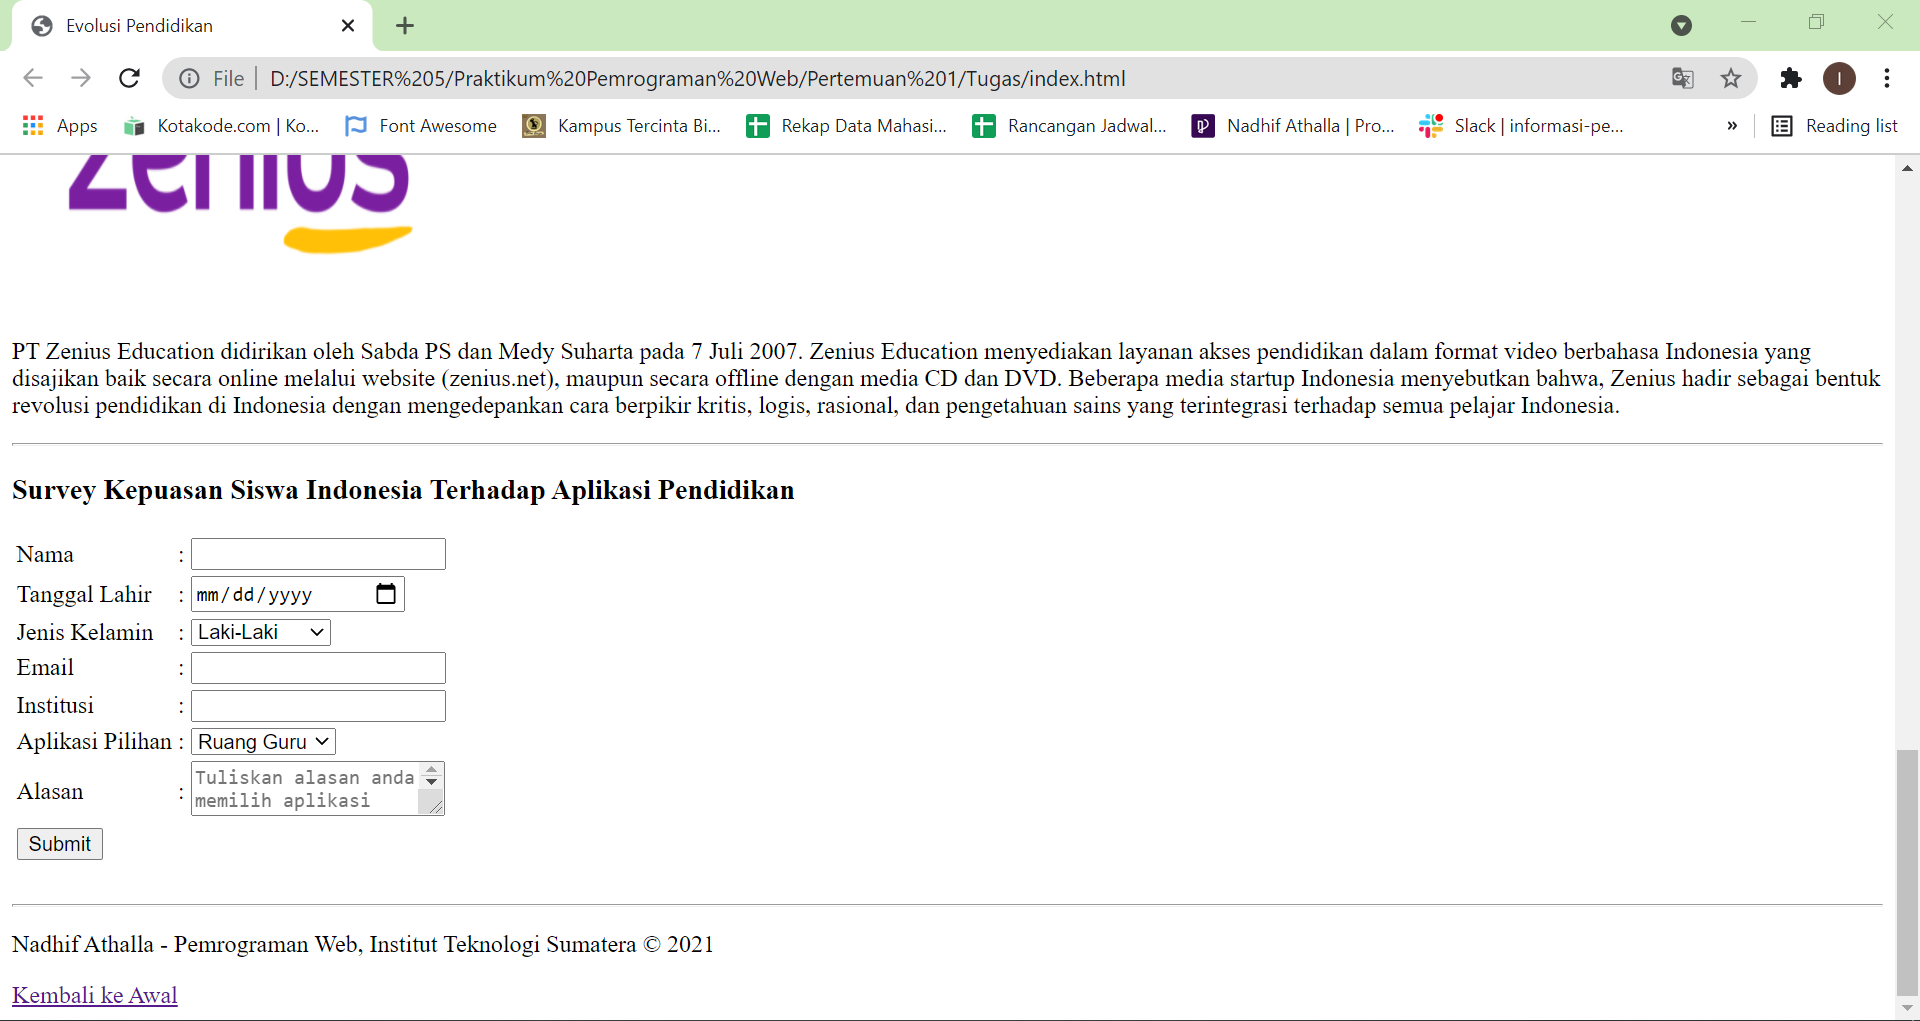 Evolusi Pendidikan
File
D:/SEMESTER%205/Praktikum%20Pemrograman%20Web/Pertemuan%201/Tugas/index.html
I
Apps
Kotakode.com | Ko...
Font Awesome
Kampus Tercinta Bi...
Rekap Data Mahasi...
Rancangan Jadwal...
Nadhif Athalla | Pro...
Slack | informasi-pe...
»
Reading list
zenius
PT Zenius Education didirikan oleh Sabda PS dan Medy Suharta pada 7 Juli 2007. Zenius Education menyediakan layanan akses pendidikan dalam format video berbahasa Indonesia yang
disajikan baik secara online melalui website (zenius.net), maupun secara offline dengan media CD dan DVD. Beberapa media startup Indonesia menyebutkan bahwa, Zenius hadir sebagai bentuk
revolusi pendidikan di Indonesia dengan mengedepankan cara berpikir kritis, logis, rasional, dan pengetahuan sains yang terintegrasi terhadap semua pelajar Indonesia.
Survey Kepuasan Siswa Indonesia Terhadap Aplikasi Pendidikan
Nama :
Tanggal Lahir : mm/dd/yyyy
Jenis Kelamin : Laki-Laki
Email :
Institusi :
Aplikasi Pilihan : Ruang Guru
Alasan : Tuliskan alasan anda
memilih aplikasi
Submit
Nadhif Athalla - Pemrograman Web, Institut Teknologi Sumatera © 2021
Kembali ke Awal